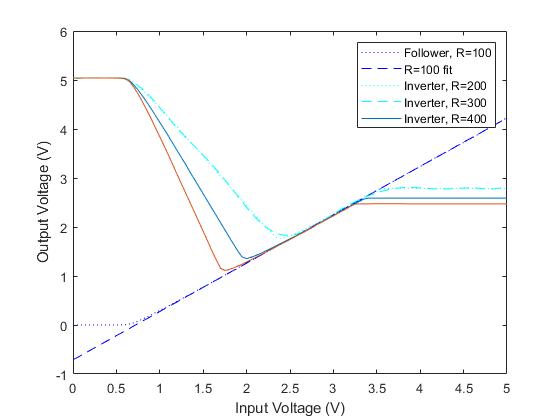 6
5
4
3
2
1
0
-1
Output Voltage (V)
Follower, R=100
R=100 fit
Inverter, R=200
Inverter, R=300
Inverter, R=400
0 0.5 1 1.5 2 2.5 3 3.5 4 4.5 5
Input Voltage (V)